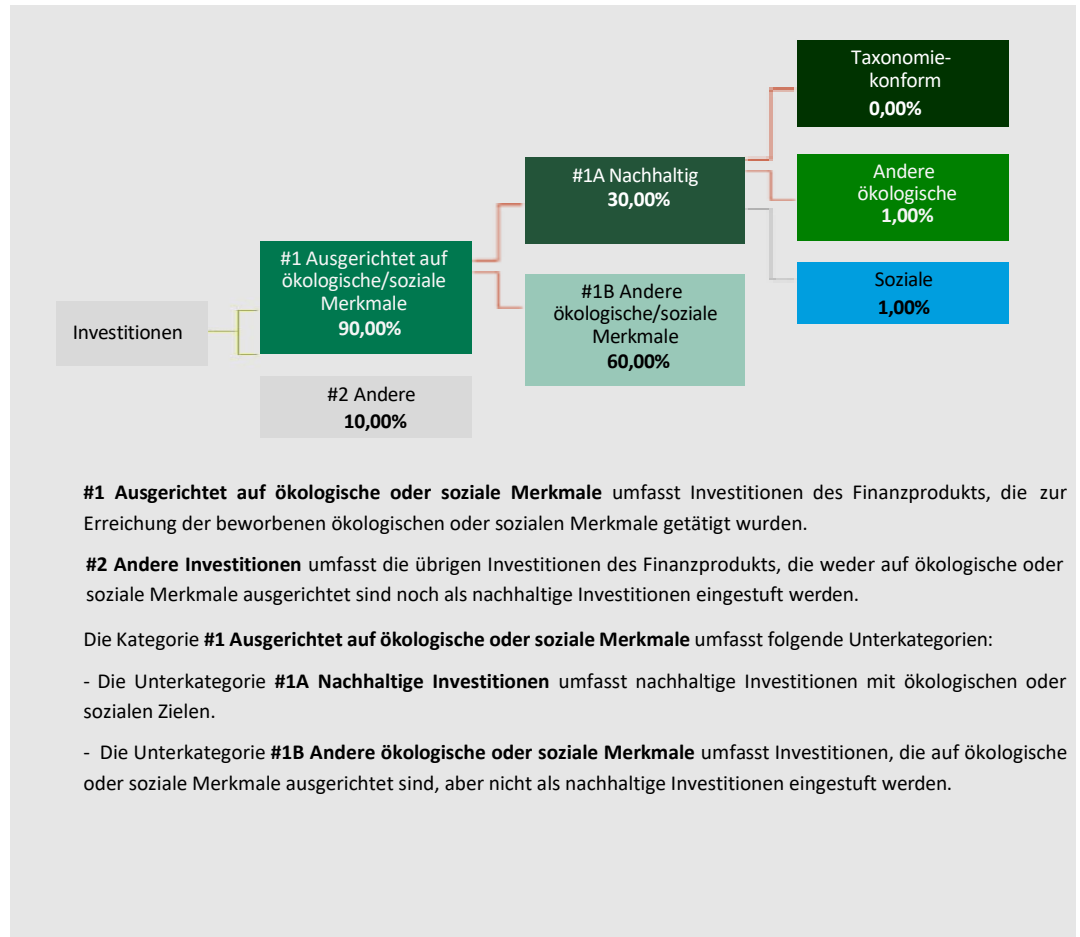 Taxonomie-
konform
0,00%
#1A Nachhaltig
30,00%
Andere
ökologische
1,00%
#1 Ausgerichtet auf
ökologische/soziale
Merkmale
90,00%
Soziale
1,00%
#1B Andere
ökologische/soziale
Merkmale
60,00%
Investitionen
#2 Andere
10,00%
#1 Ausgerichtet auf ökologische oder soziale Merkmale umfasst Investitionen des Finanzprodukts, die zur
Erreichung der beworbenen ökologischen oder sozialen Merkmale getätigt wurden.
#2 Andere Investitionen umfasst die übrigen Investitionen des Finanzprodukts, die weder auf ökologische oder
soziale Merkmale ausgerichtet sind noch als nachhaltige Investitionen eingestuft werden.
Die Kategorie #1 Ausgerichtet auf ökologische oder soziale Merkmale umfasst folgende Unterkategorien:
- Die Unterkategorie #1A Nachhaltige Investitionen umfasst nachhaltige Investitionen mit ökologischen oder
sozialen Zielen.
- Die Unterkategorie #1B Andere ökologische oder soziale Merkmale umfasst Investitionen, die auf ökologische
oder soziale Merkmale ausgerichtet sind, aber nicht als nachhaltige Investitionen eingestuft werden.